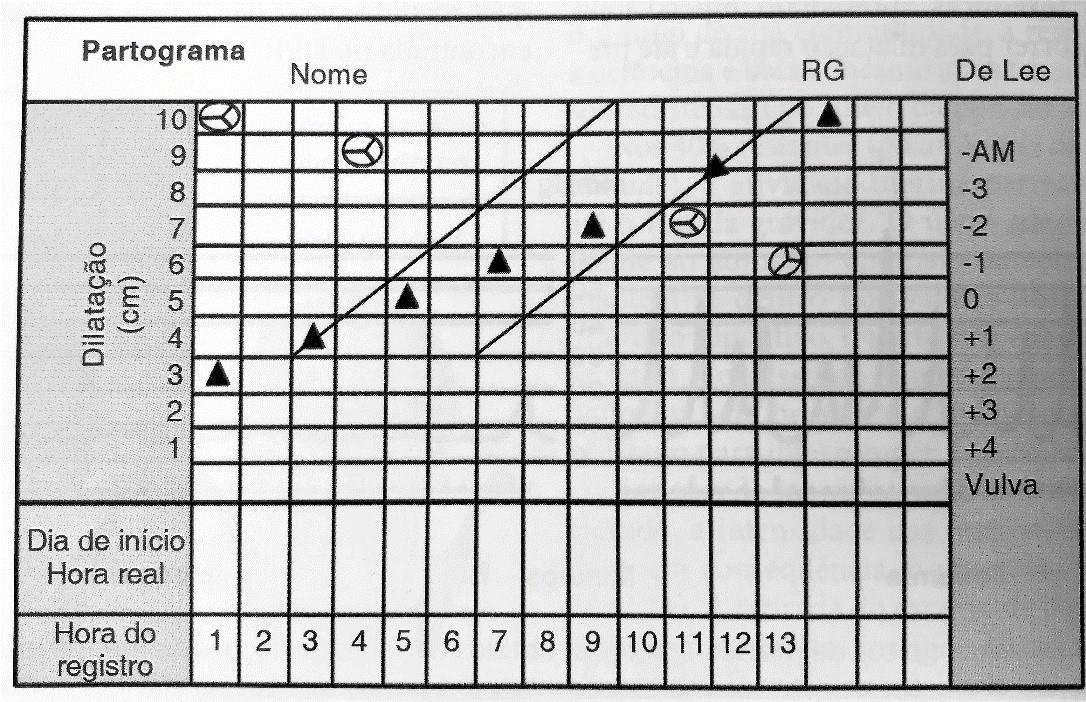 Partograma
Nome
RG
De Lee
Dilatação
(cm)
10
9
8
7
6
5
4
3
2
1
-AM
-3
-2
-1
0
+1
+2
+3
+4
Vulva
Dia de início
Hora real
Hora do
registro
1 2 3 4 5 6 7 8 9 10 11 12 13